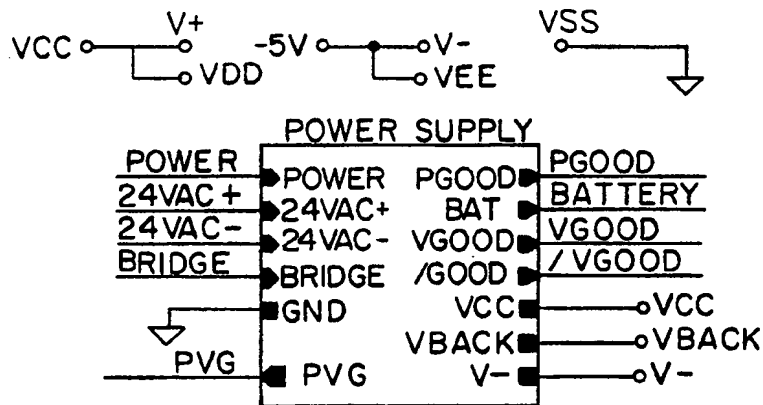 VCC V+ -5V V- VSS
VDD VEE
POWER SUPPLY
POWER POWER PGOOD PGOOD
24VAC+ 24VAC+ BAT BATTERY
24VAC- 24VAC- VGOOD VGOOD
BRIDGE BRIDGE /GOOD /VGOOD
GND VCC VCC
VBACK VBACK
PVG PVG V- V-